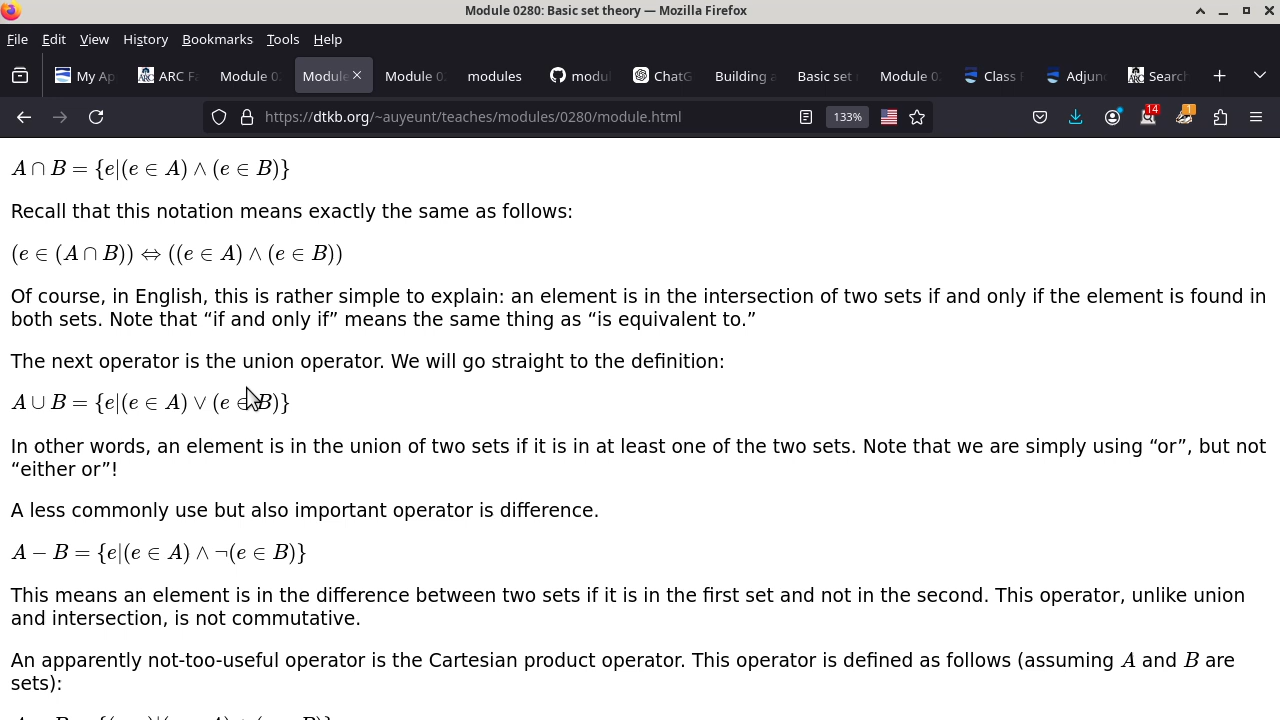 Module 0280: Basic set theory — Mozilla Firefox
File Edit View History Bookmarks Tools Help
My Ap ARC Fa Module 02 Module Module 02 modules modul ChatG Building a Basic set Module 02 Class Adjun Search
https://dtkb.org/~auyeunt/teaches/modules/0280/module.html 133% 14 1
A ∩ B = {e|(e ∈ A) ∧ (e ∈ B)}
Recall that this notation means exactly the same as follows:
(e ∈ (A ∩ B)) ⇔ ((e ∈ A) ∧ (e ∈ B))
Of course, in English, this is rather simple to explain: an element is in the intersection of two sets if and only if the element is found in
both sets. Note that “if and only if” means the same thing as “is equivalent to.”
The next operator is the union operator. We will go straight to the definition:
A ∪ B = {e|(e ∈ A) ∨ (e ∈ B)}
In other words, an element is in the union of two sets if it is in at least one of the two sets. Note that we are simply using “or”, but not
“either or”!
A less commonly use but also important operator is difference.
A − B = {e|(e ∈ A) ∧ ¬(e ∈ B)}
This means an element is in the difference between two sets if it is in the first set and not in the second. This operator, unlike union
and intersection, is not commutative.
An apparently not-too-useful operator is the Cartesian product operator. This operator is defined as follows (assuming A and B are
sets):